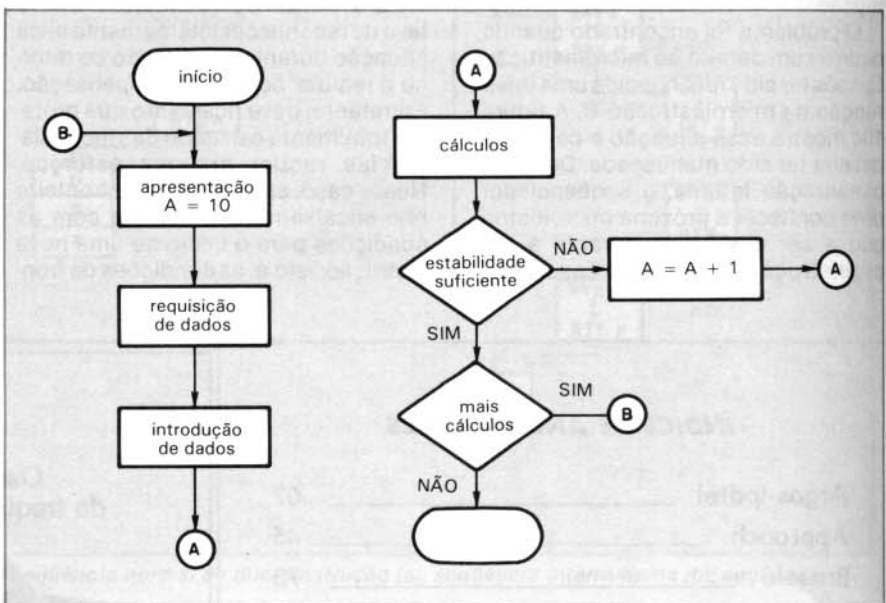 início
B
apresentação
A = 10
requisição
de dados
introdução
de dados
A
A
cálculos
estabilidade
suficiente
NÃO
A = A + 1
A
SIM
mais
cálculos
SIM
B
NÃO